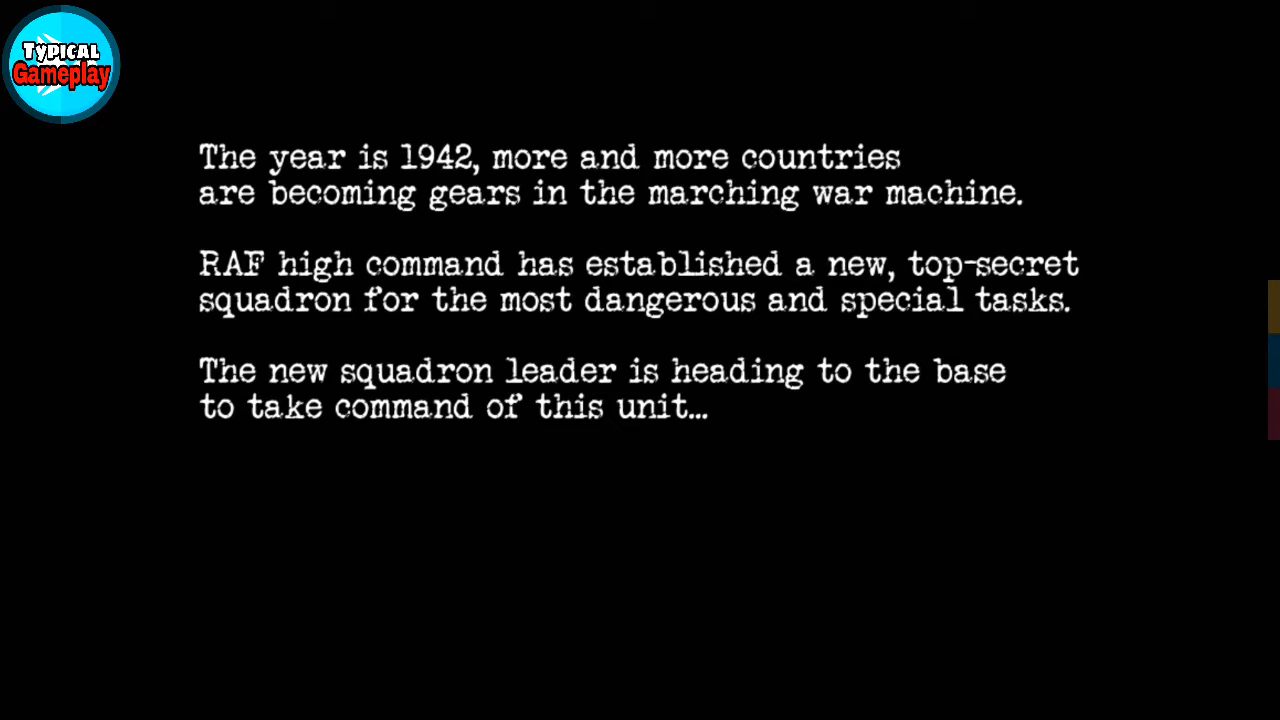 TyPICAL
Gameplay
The year is 1942, more and more countries
are becoming gears in the marching war machine.
RAF high command has established a new, top-secret
squadron for the most dangerous and special tasks.
The new squadron leader is heading to the base
to take command of this unit...